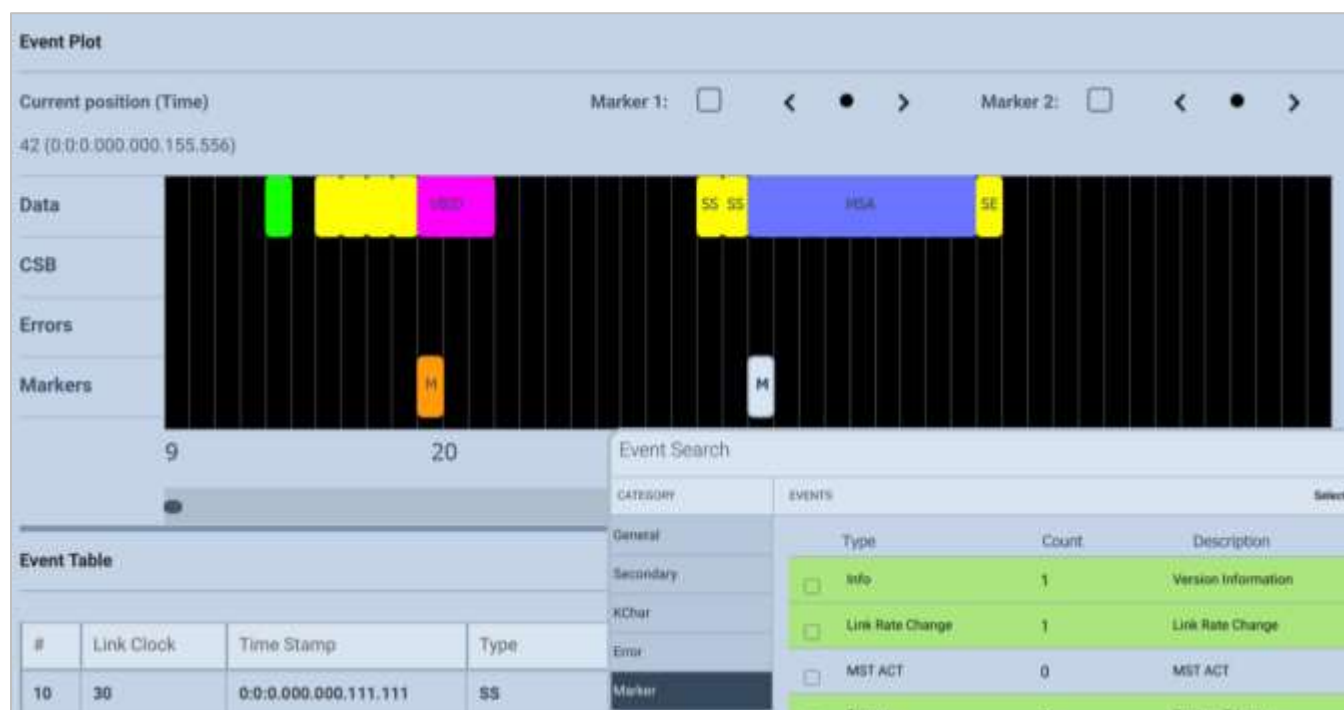 Event Plot
Current position (Time)
Marker 1:
Marker 2:
42 (0:0:0.000.000.155.556)
Data
SS SS
MSA
SE
CSB
Errors
Markers
M
M
9
20
Event Search
CATEGORY
EVENTS
Select
General
Type
Count
Description
Event Table
Secondary
Info
1
Version Information
KChar
Link Rate Change
1
Link Rate Change
#
Link Clock
Time Stamp
Type
Error
MST ACT
0
MST ACT
10
30
0:0:0.000.000.111.111
SS
Marker